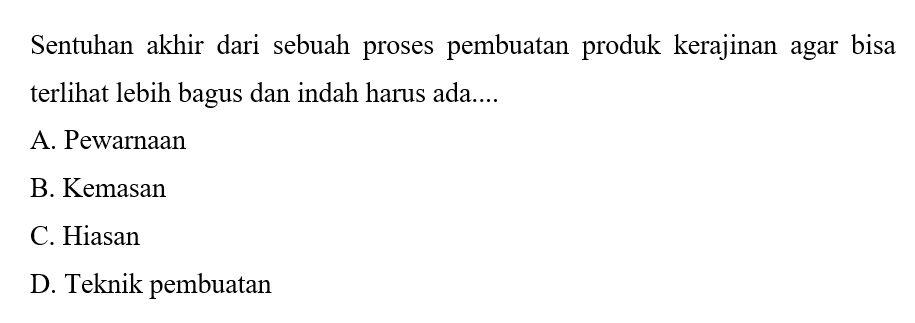 Sentuhan akhir dari sebuah proses pembuatan produk kerajinan agar bisa
terlihat lebih bagus dan indah harus ada....
A. Pewarnaan
B. Kemasan
C. Hiasan
D. Teknik pembuatan